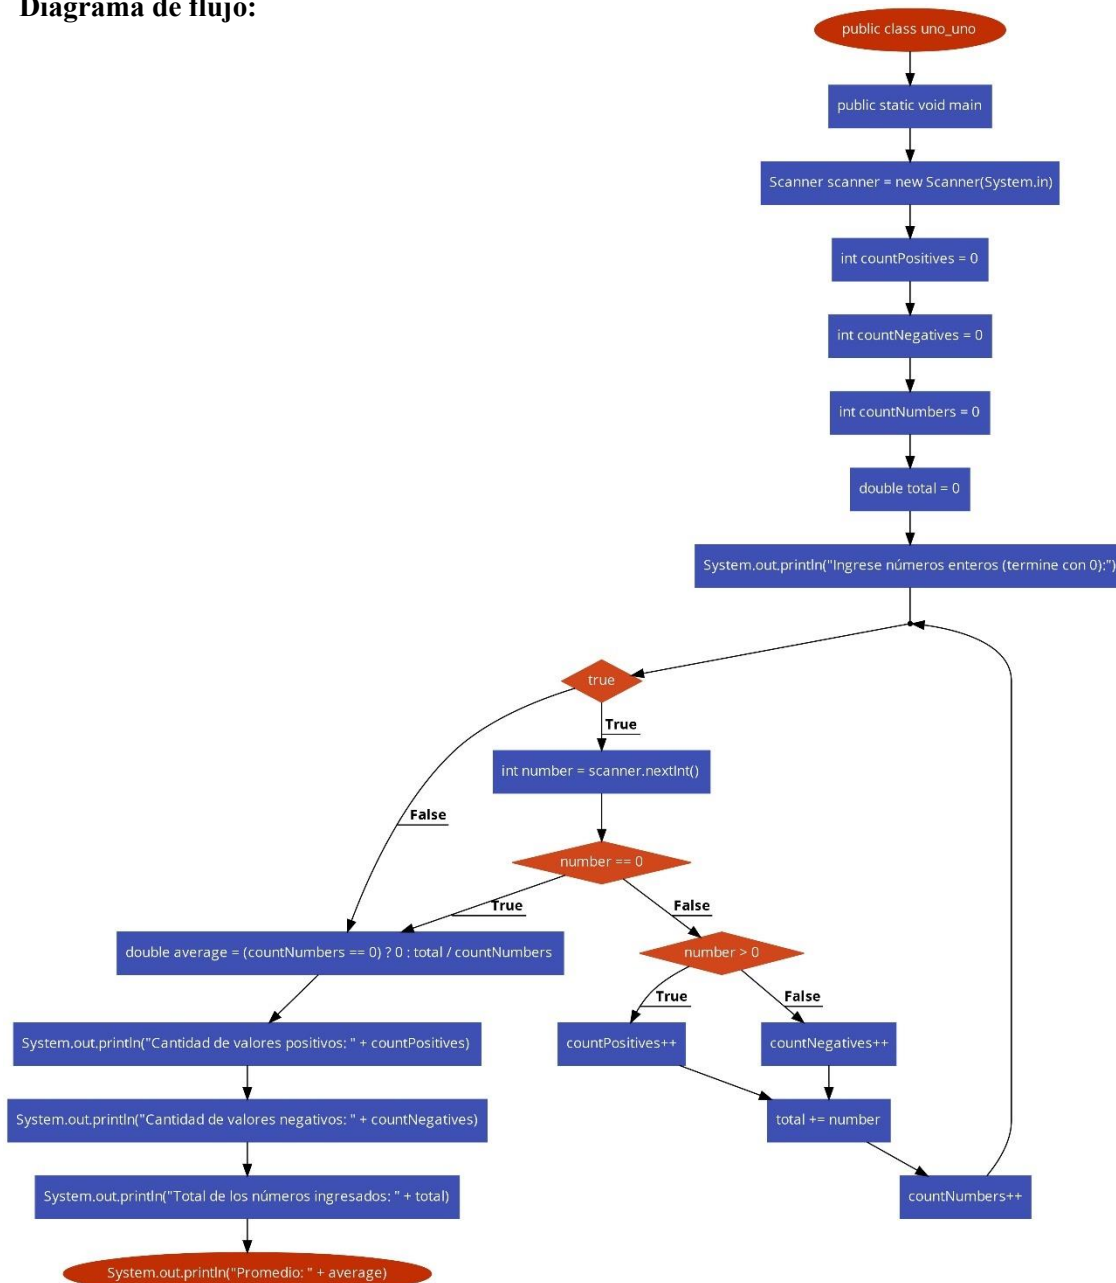 Diagrama de flujo:
public class uno_uno
public static void main
Scanner scanner = new Scanner(System.in)
int countPositives = 0
int countNegatives = 0
int countNumbers = 0
double total = 0
System.out.println("Ingrese números enteros (termine con 0):")
true
True
int number = scanner.nextInt()
False
number == 0
True
False
double average = (countNumbers == 0) ? 0 : total / countNumbers
number > 0
True
False
System.out.println("Cantidad de valores positivos: " + countPositives)
countPositives++
countNegatives++
System.out.println("Cantidad de valores negativos: " + countNegatives)
total += number
System.out.println("Total de los números ingresados: " + total)
countNumbers++
System.out.println("Promedio: " + average)